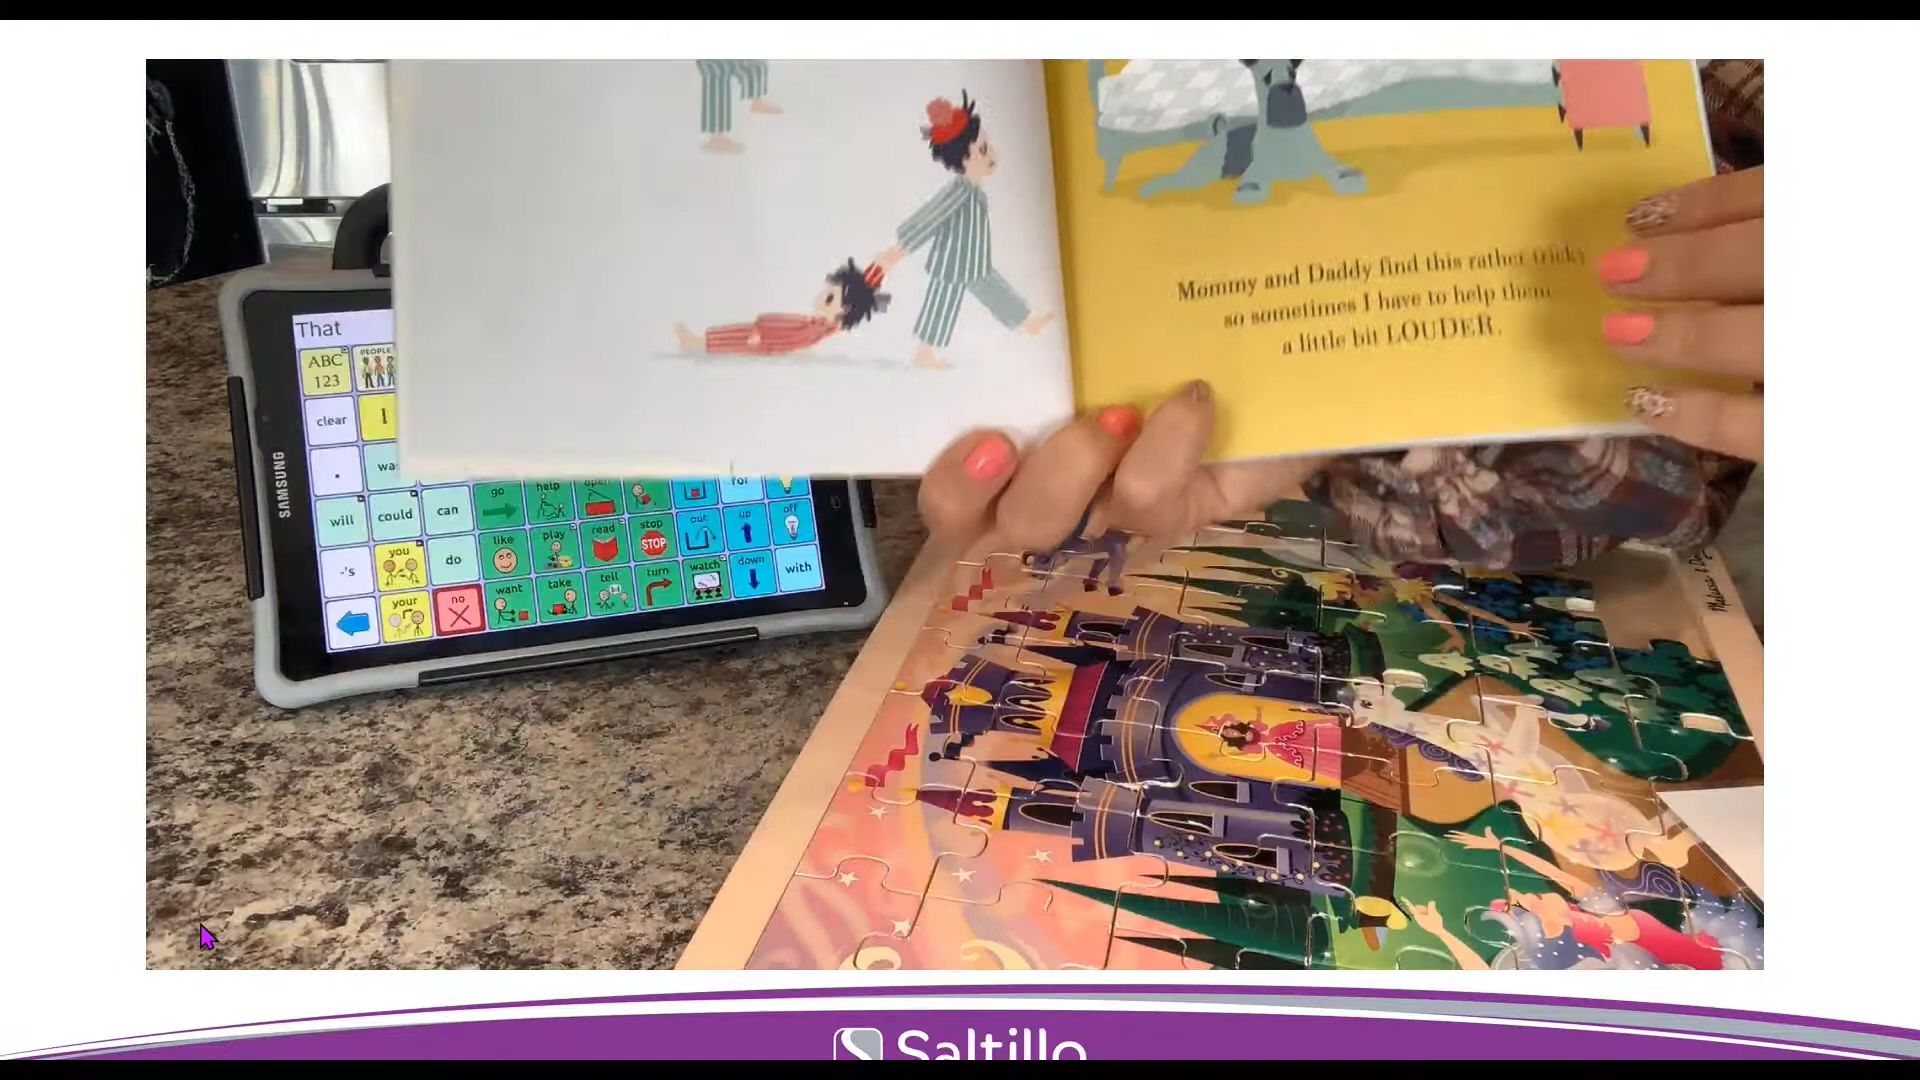 Mommy and Daddy find this rather tricky
so sometimes I have to help them
a little bit LOUDER.
That
ABC
123
PEOPLE
clear
I
.
go
help
open
for
will
could
can
like
play
read
stop
STOP
out
up
off
-'s
you
do
want
take
tell
turn
watch
down
with
your
no
SAMSUNG
Saltillo